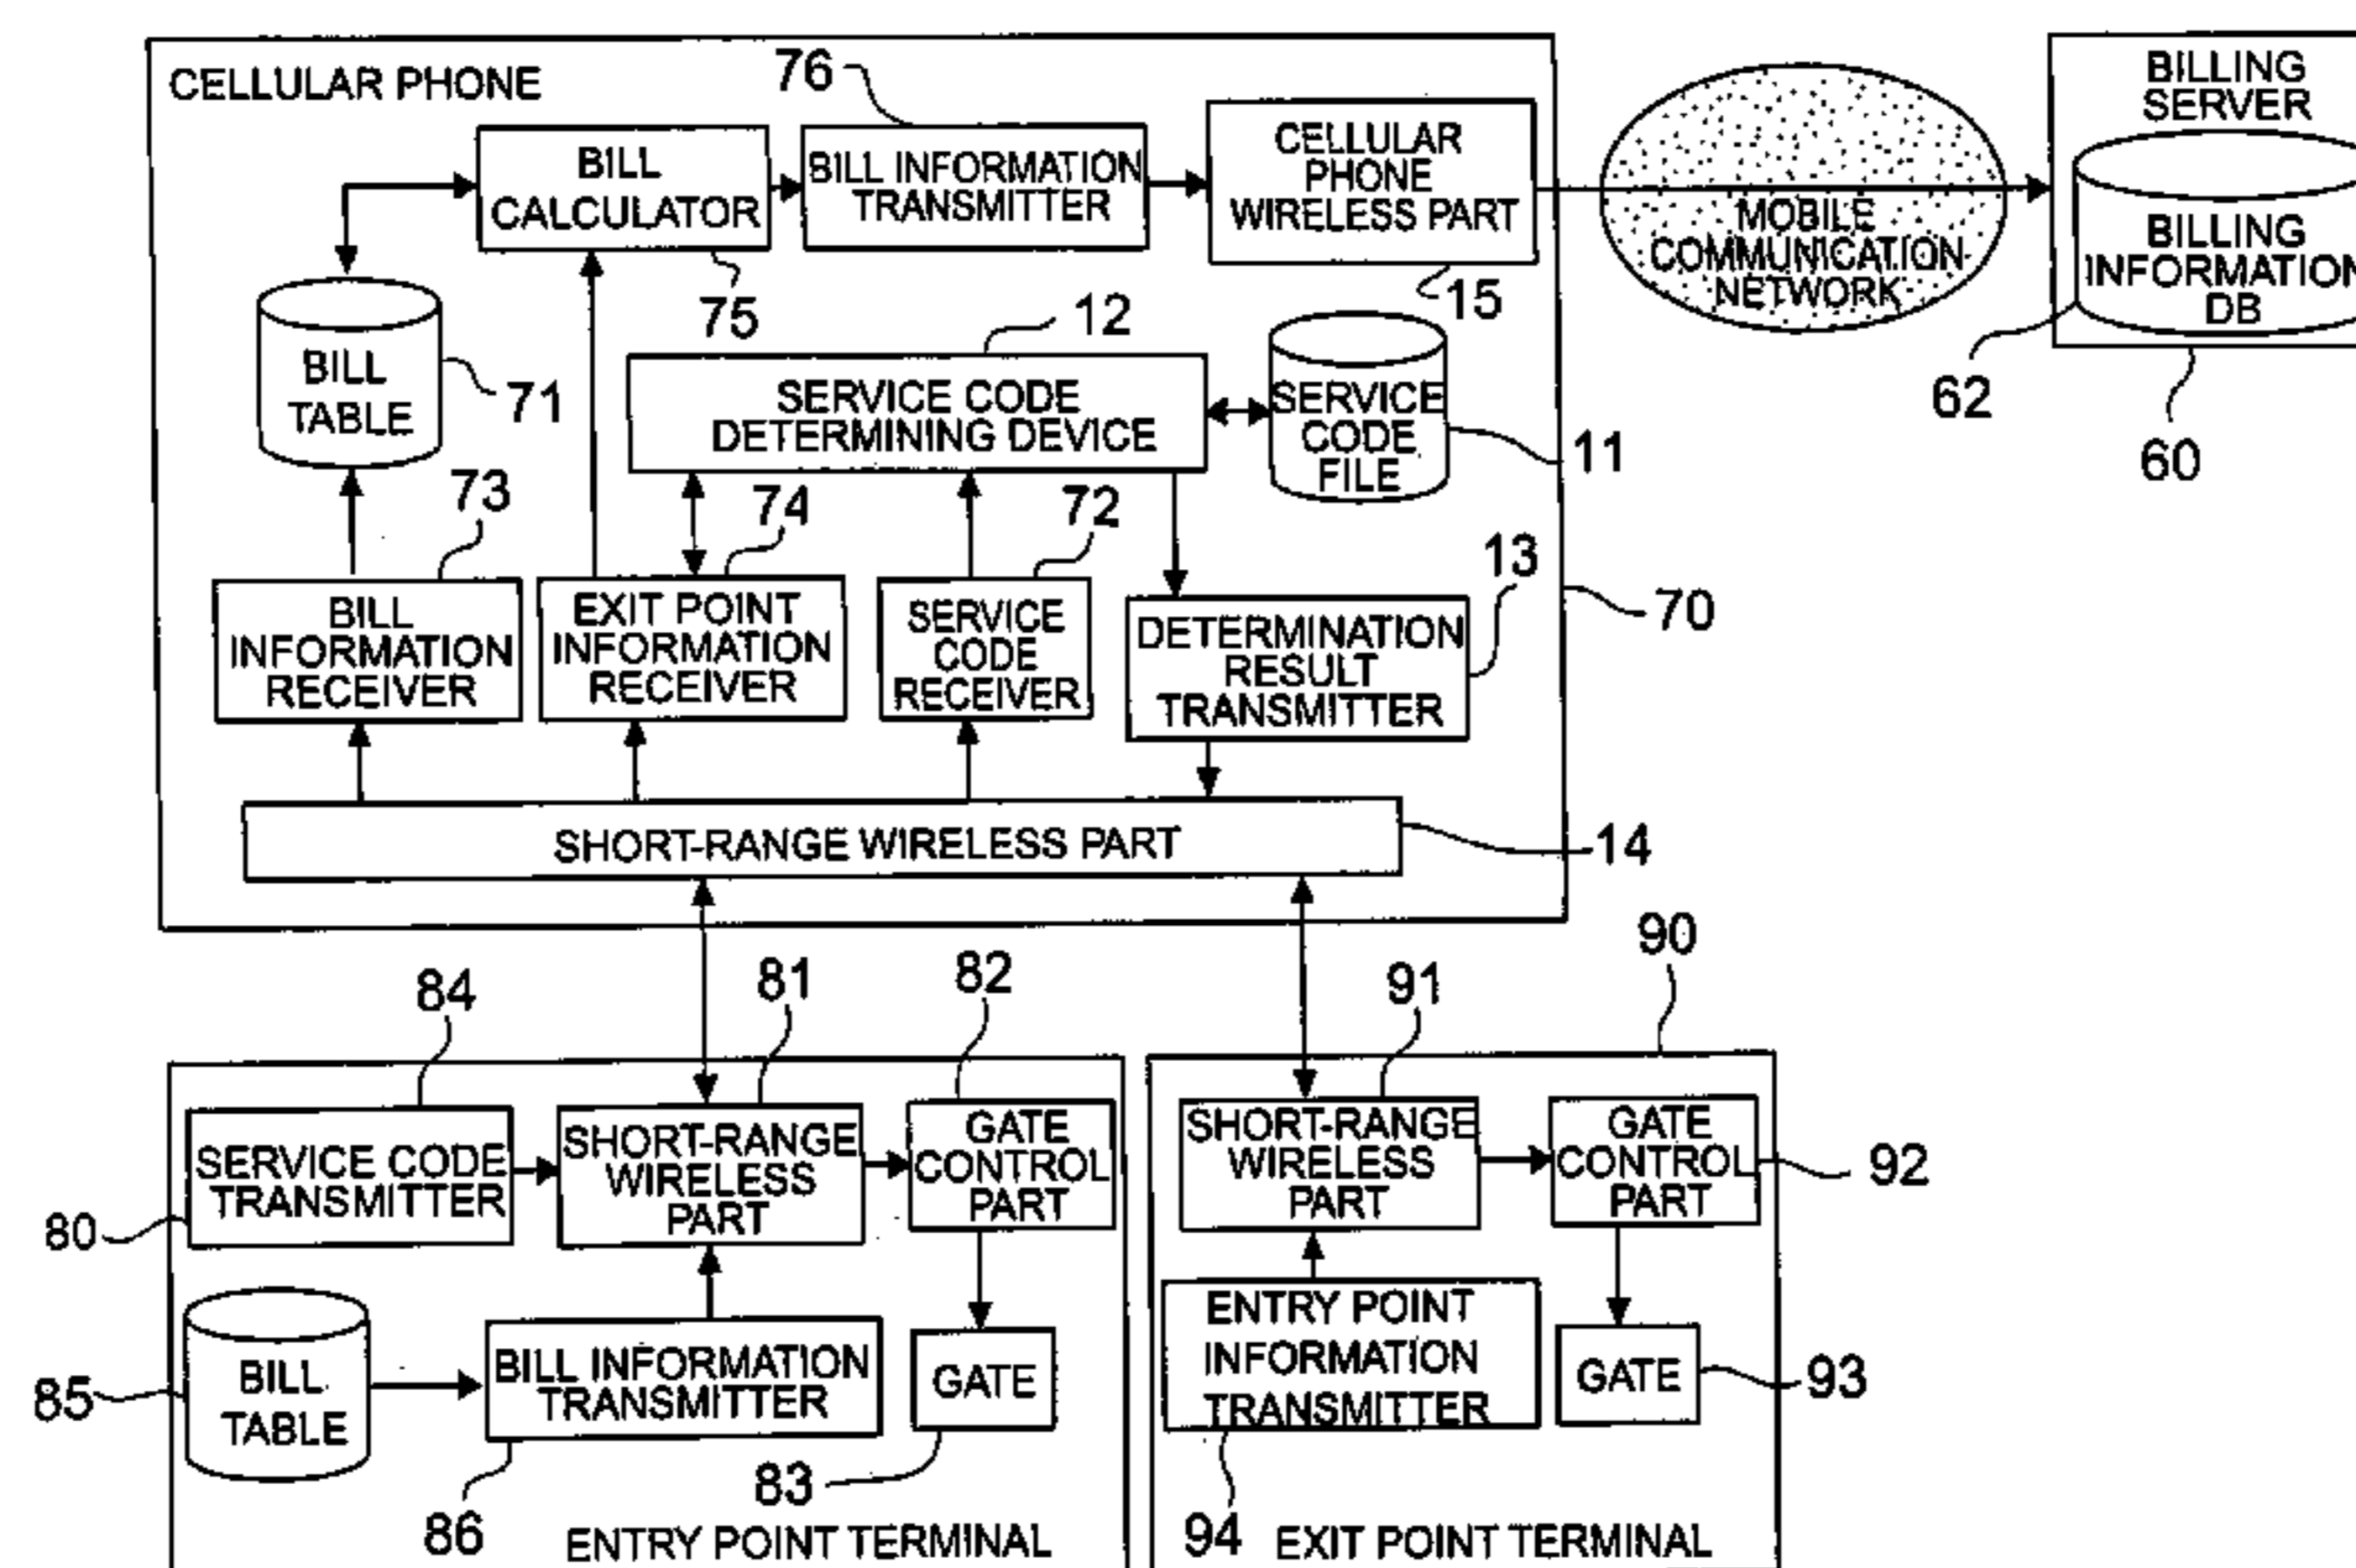 CELLULAR PHONE
76
BILL
CALCULATOR
75
BILL INFORMATION
TRANSMITTER
CELLULAR
PHONE
WIRELESS PART
15
MOBILE
COMMUNICATION
NETWORK
BILLING
SERVER
BILLING
INFORMATION
DB
62
60
BILL
TABLE
71
12
SERVICE CODE
DETERMINING DEVICE
SERVICE
CODE
FILE
11
73
74
72
13
70
BILL
INFORMATION
RECEIVER
EXIT POINT
INFORMATION
RECEIVER
SERVICE
CODE
RECEIVER
DETERMINATION
RESULT
TRANSMITTER
SHORT-RANGE WIRELESS PART
14
84
81
82
91
90
SERVICE CODE
TRANSMITTER
80
SHORT-RANGE
WIRELESS
PART
GATE
CONTROL
PART
SHORT-RANGE
WIRELESS
PART
GATE
CONTROL
PART
92
BILL
TABLE
85
BILL INFORMATION
TRANSMITTER
86
GATE
83
ENTRY POINT
INFORMATION
TRANSMITTER
94
GATE
93
ENTRY POINT TERMINAL
EXIT POINT TERMINAL